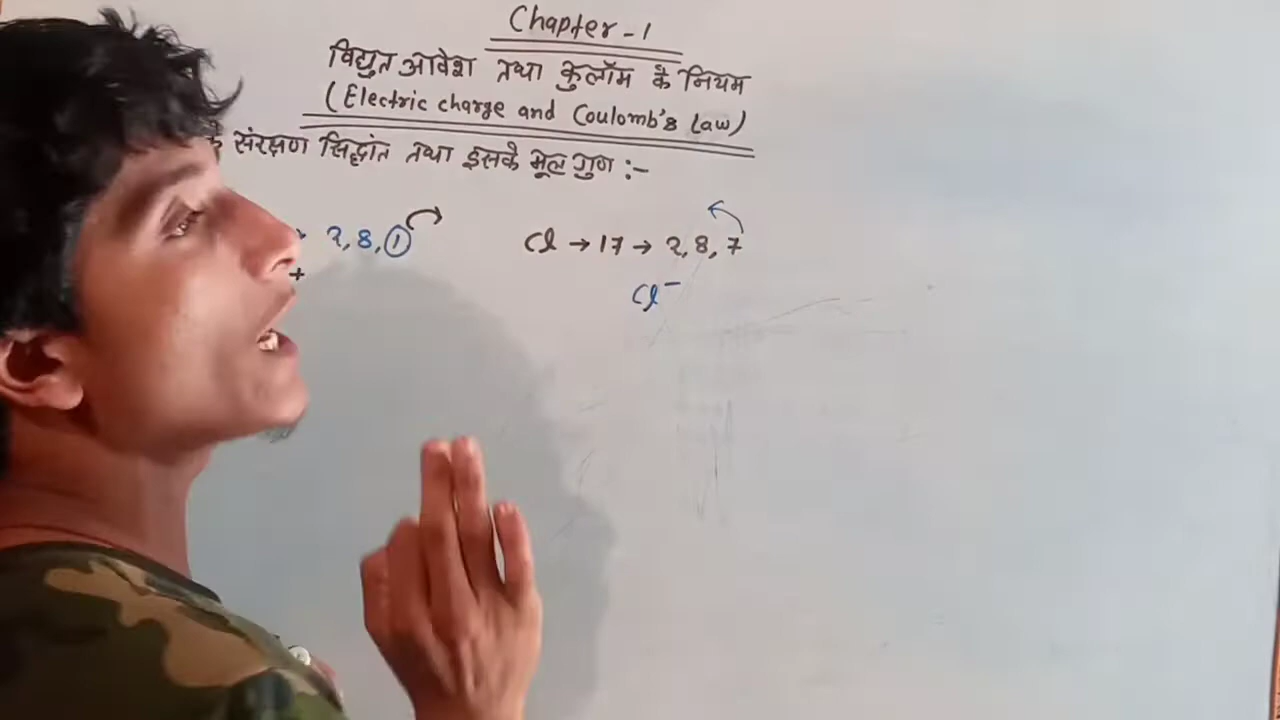 Chapter - 1
विद्युत आवेश तथा कुलॉम के नियम
(Electric charge and Coulomb's Law)
के संरक्षण सिद्धांत तथा इसके मूल गुण :-
2, 8, 1
Cl → 17 → 2, 8, 7
+
Cl⁻